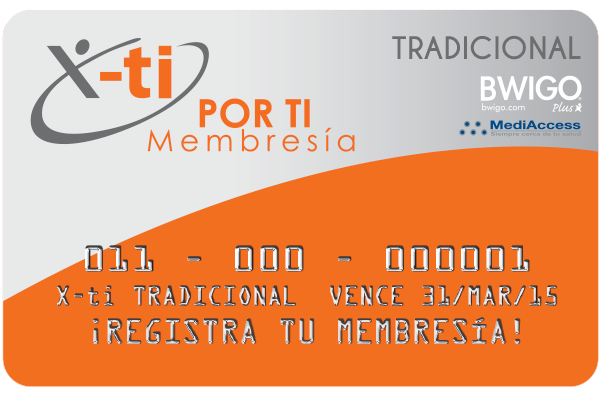 X-ti
POR TI
Membresía
TRADICIONAL
BWIGO
bwigo.com Plus
MediAccess
Siempre cerca de tu salud
011 - 000 - 000001
X-ti TRADICIONAL VENCE 31/MAR/15
¡REGISTRA TU MEMBRESÍA!